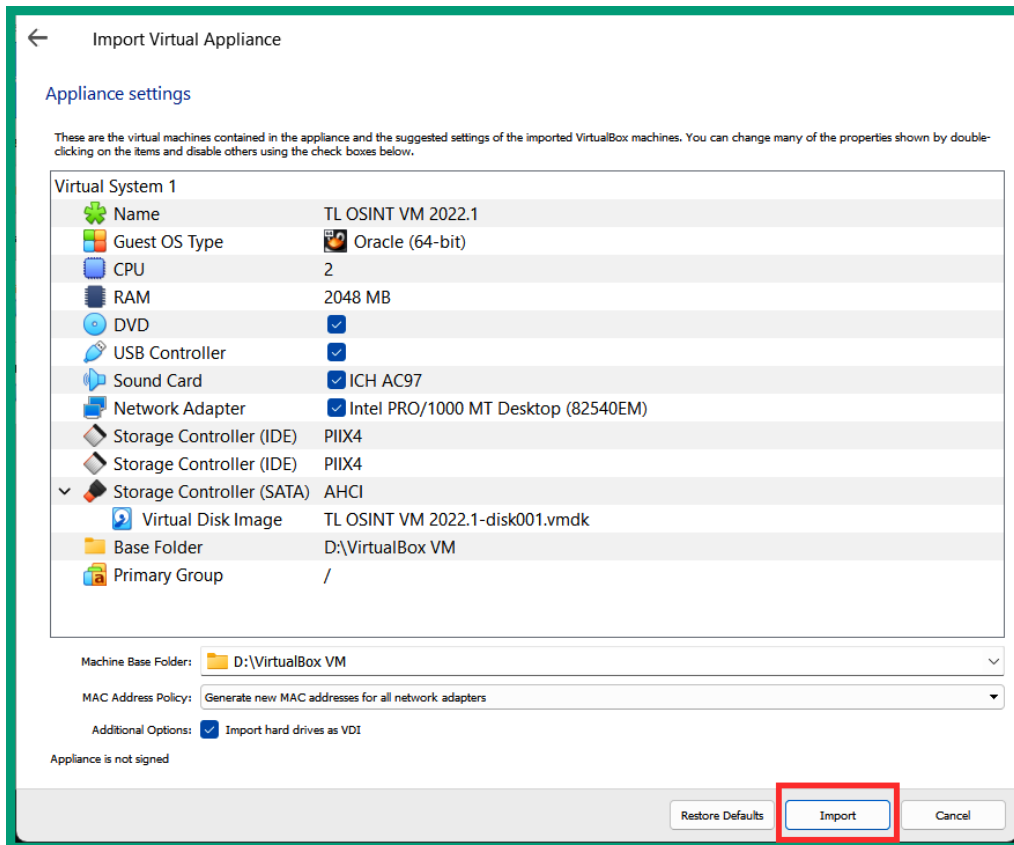 Import Virtual Appliance
Appliance settings
These are the virtual machines contained in the appliance and the suggested settings of the imported VirtualBox machines. You can change many of the properties shown by double-
clicking on the items and disable others using the check boxes below.
Virtual System 1
Name TL OSINT VM 2022.1
Guest OS Type Oracle (64-bit)
CPU 2
RAM 2048 MB
DVD
USB Controller
Sound Card ICH AC97
Network Adapter Intel PRO/1000 MT Desktop (82540EM)
Storage Controller (IDE) PIIX4
Storage Controller (IDE) PIIX4
Storage Controller (SATA) AHCI
Virtual Disk Image TL OSINT VM 2022.1-disk001.vmdk
Base Folder D:\VirtualBox VM
Primary Group /
Machine Base Folder: D:\VirtualBox VM
MAC Address Policy: Generate new MAC addresses for all network adapters
Additional Options: Import hard drives as VDI
Appliance is not signed
Restore Defaults Import Cancel